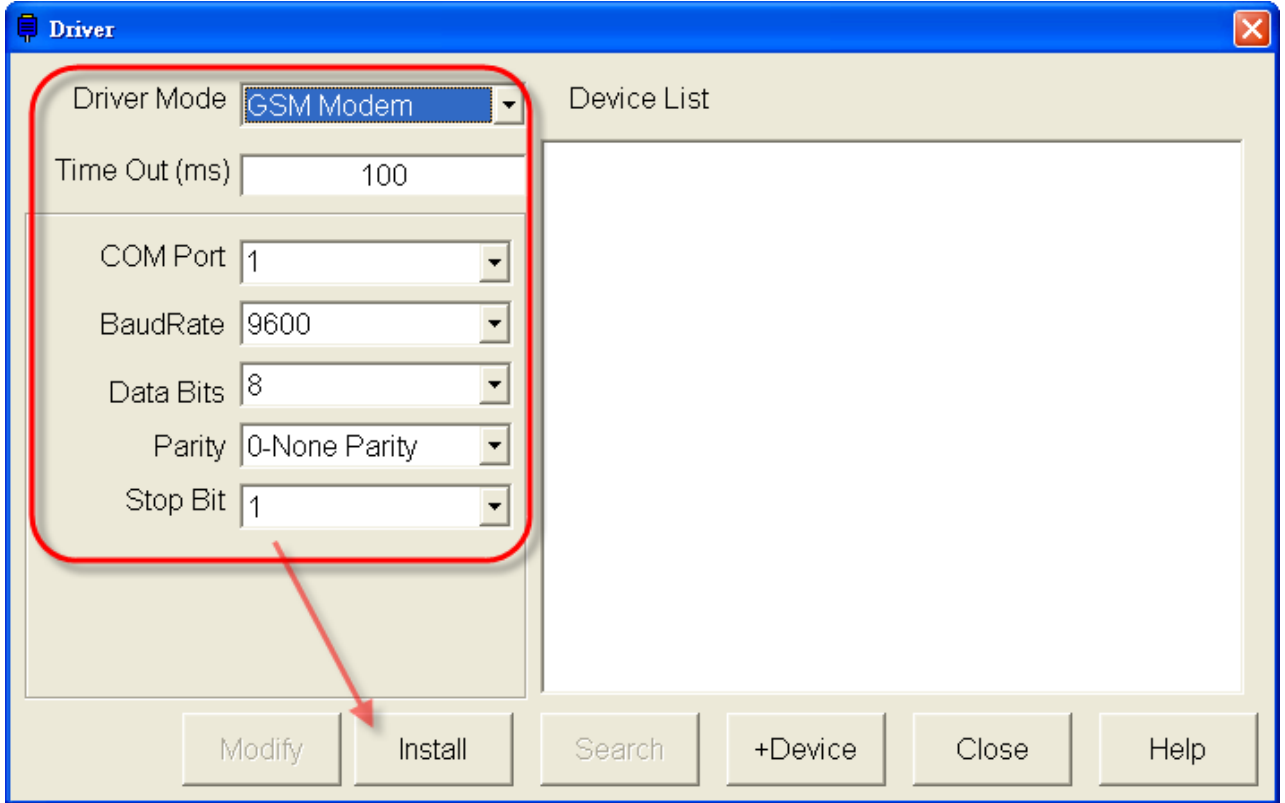 Driver
Driver Mode GSM Modem
Time Out (ms) 100
COM Port 1
BaudRate 9600
Data Bits 8
Parity 0-None Parity
Stop Bit 1
Device List
Modify Install Search +Device Close Help